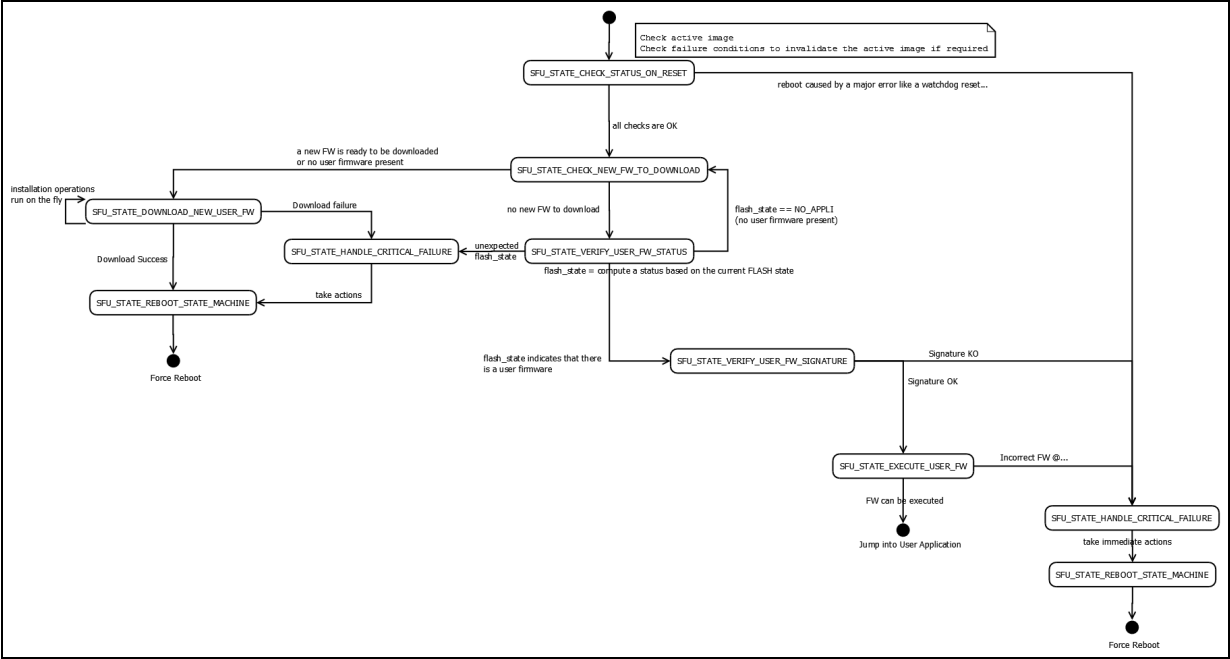 Check active image
Check failure conditions to invalidate the active image if required
SFU_STATE_CHECK_STATUS_ON_RESET
reboot caused by a major error like a watchdog reset...
all checks are OK
a new FW is ready to be downloaded
or no user firmware present
SFU_STATE_CHECK_NEW_FW_TO_DOWNLOAD
installation operations
run on the fly
SFU_STATE_DOWNLOAD_NEW_USER_FW
Download failure
no new FW to download
flash_state == NO_APPLI
(no user firmware present)
SFU_STATE_HANDLE_CRITICAL_FAILURE
unexpected
flash_state
SFU_STATE_VERIFY_USER_FW_STATUS
Download Success
flash_state = compute a status based on the current FLASH state
SFU_STATE_REBOOT_STATE_MACHINE
take actions
Force Reboot
flash_state indicates that there
is a user firmware
SFU_STATE_VERIFY_USER_FW_SIGNATURE
Signature KO
Signature OK
SFU_STATE_EXECUTE_USER_FW
Incorrect FW @...
FW can be executed
Jump into User Application
SFU_STATE_HANDLE_CRITICAL_FAILURE
take immediate actions
SFU_STATE_REBOOT_STATE_MACHINE
Force Reboot